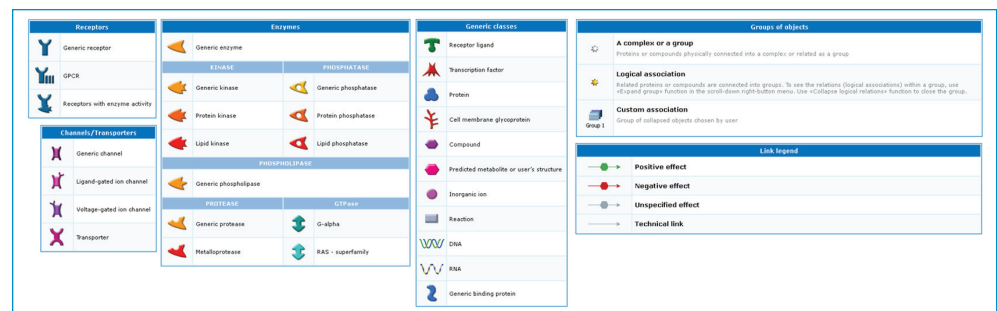 Receptors
Generic receptor
GPCR
Receptors with enzyme activity
Channels/Transporters
Generic channel
Ligand-gated ion channel
Voltage-gated ion channel
Transporter
Enzymes
Generic enzyme
KINASE
PHOSPHATASE
Generic kinase
Generic phosphatase
Protein kinase
Protein phosphatase
Lipid kinase
Lipid phosphatase
PHOSPHOLIPASE
Generic phospholipase
PROTEASE
GTPase
Generic protease
G-alpha
Metalloprotease
RAS - superfamily
Generic classes
Receptor ligand
Transcription factor
Protein
Cell membrane glycoprotein
Compound
Predicted metabolite or user's structure
Inorganic ion
Reaction
DNA
RNA
Generic binding protein
Groups of objects
A complex or a group
Proteins or compounds physically connected into a complex or related as a group
Logical association
Related proteins or compounds are connected into groups. To see the relations (logical associations) within a group, use
«Expand group» function in the scroll-down right-button menu. Use «Collapse logical relations» function to close the group.
Custom association
Group of collapsed objects chosen by user
Group 1
Link legend
Positive effect
Negative effect
Unspecified effect
Technical link